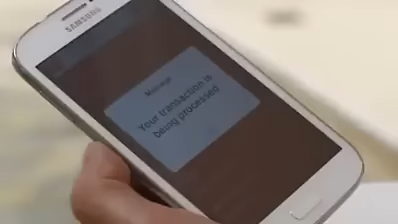 SAMSUNG
Message
Your transaction is
being processed